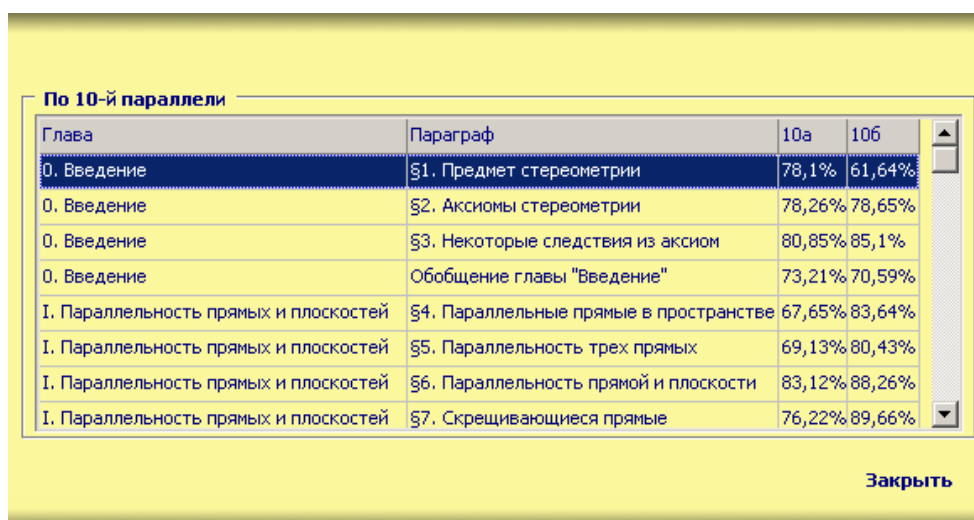 По 10-й параллели
Глава Параграф 10а 10б
0. Введение §1. Предмет стереометрии 78,1% 61,64%
0. Введение §2. Аксиомы стереометрии 78,26% 78,65%
0. Введение §3. Некоторые следствия из аксиом 80,85% 85,1%
0. Введение Обобщение главы "Введение" 73,21% 70,59%
I. Параллельность прямых и плоскостей §4. Параллельные прямые в пространстве 67,65% 83,64%
I. Параллельность прямых и плоскостей §5. Параллельность трех прямых 69,13% 80,43%
I. Параллельность прямых и плоскостей §6. Параллельность прямой и плоскости 83,12% 88,26%
I. Параллельность прямых и плоскостей §7. Скрещивающиеся прямые 76,22% 89,66%
Закрыть